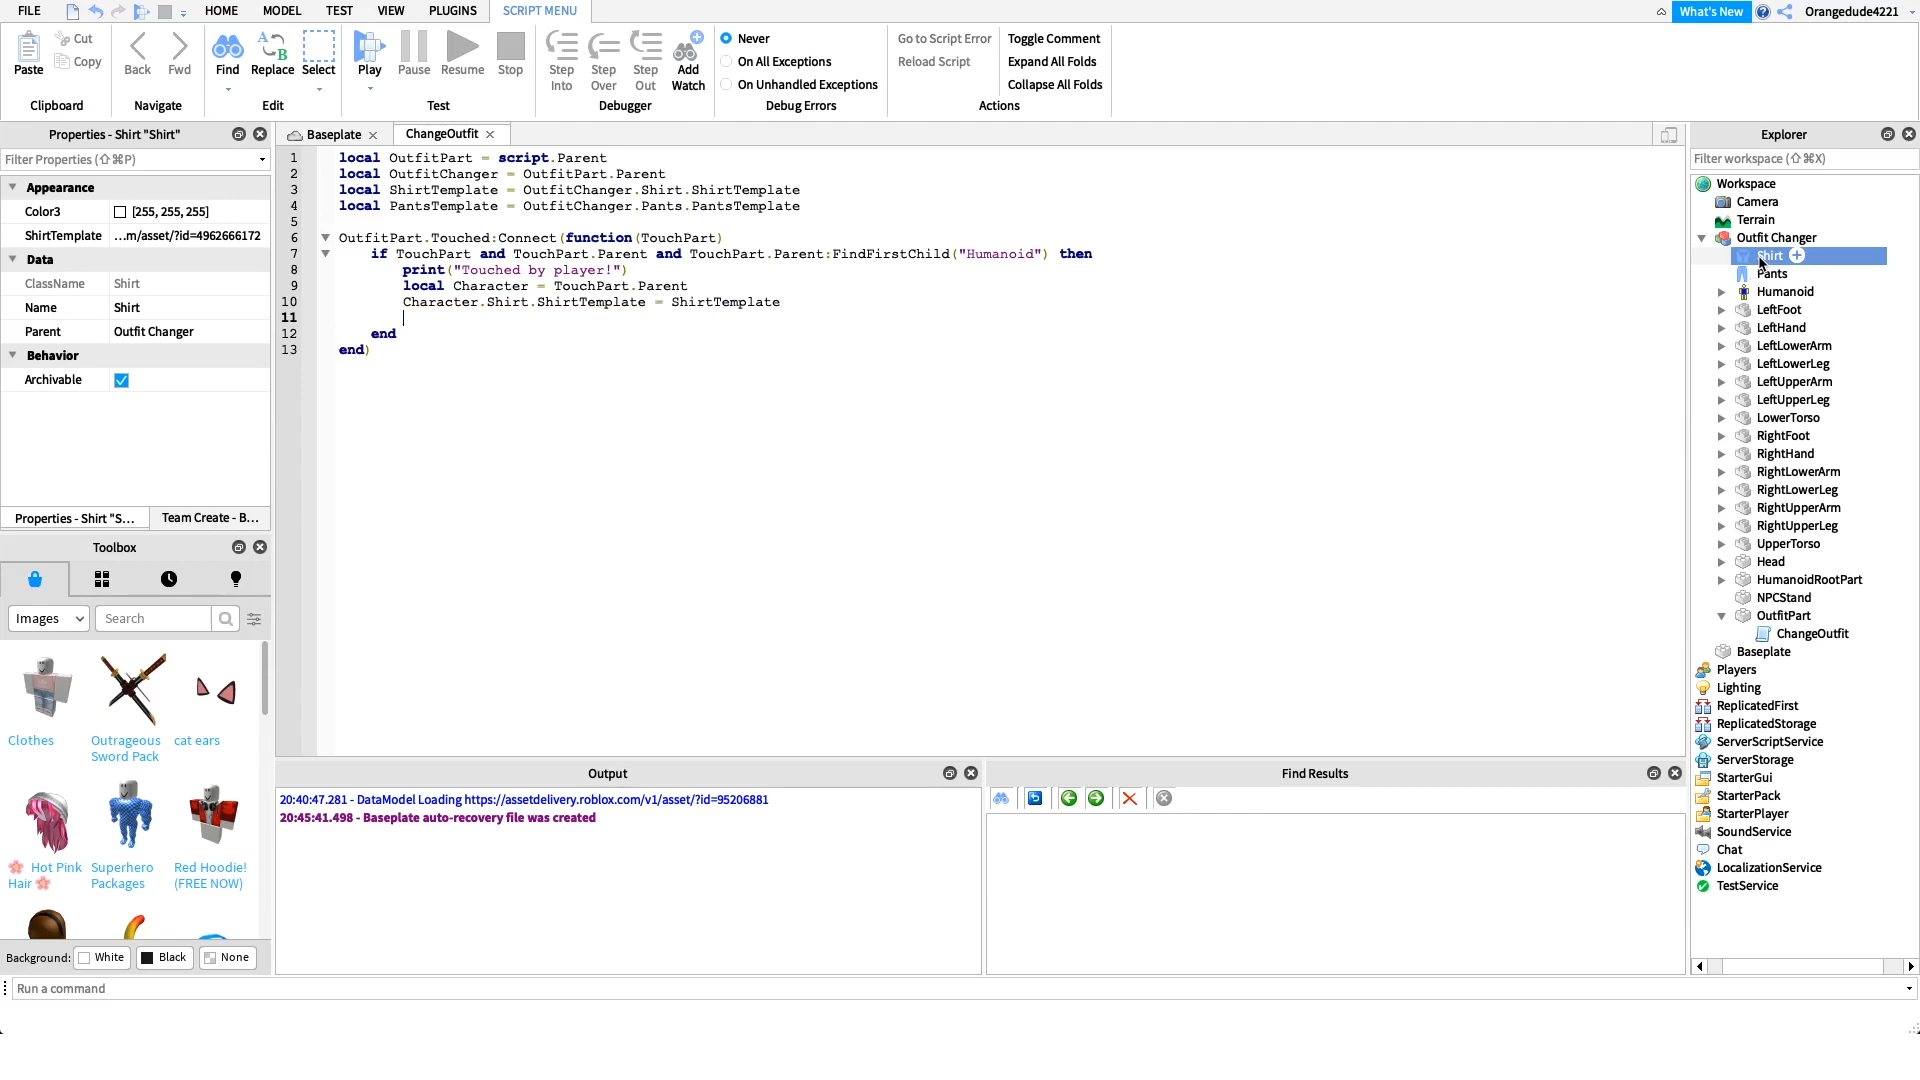 FILE HOME MODEL TEST VIEW PLUGINS SCRIPT MENU What's New Orangedude4221
Paste Cut Copy Back Fwd Find Replace Select Play Pause Resume Stop Step Into Step Over Step Out Add Watch
Never
On All Exceptions
On Unhandled Exceptions
Go to Script Error
Reload Script
Toggle Comment
Expand All Folds
Collapse All Folds
Clipboard Navigate Edit Test Debugger Debug Errors Actions
Properties - Shirt "Shirt"
Filter Properties (⇧⌘P)
Appearance
Color3 [255, 255, 255]
ShirtTemplate ...m/asset/?id=4962666172
Data
ClassName Shirt
Name Shirt
Parent Outfit Changer
Behavior
Archivable
Properties - Shirt "S... Team Create - B...
Toolbox
Images Search
Clothes
Outrageous Sword Pack
cat ears
🌸 Hot Pink Hair 🌸
Superhero Packages
Red Hoodie! (FREE NOW)
Background: White Black None
Baseplate ChangeOutfit
1 local OutfitPart = script.Parent
2 local OutfitChanger = OutfitPart.Parent
3 local ShirtTemplate = OutfitChanger.Shirt.ShirtTemplate
4 local PantsTemplate = OutfitChanger.Pants.PantsTemplate
5
6 OutfitPart.Touched:Connect(function(TouchPart)
7 if TouchPart and TouchPart.Parent and TouchPart.Parent:FindFirstChild("Humanoid") then
8 print("Touched by player!")
9 local Character = TouchPart.Parent
10 Character.Shirt.ShirtTemplate = ShirtTemplate
11
12 end
13 end)
Output
20:40:47.281 - DataModel Loading https://assetdelivery.roblox.com/v1/asset/?id=95206881
20:45:41.498 - Baseplate auto-recovery file was created
Find Results
Explorer
Filter workspace (⇧⌘X)
Workspace
Camera
Terrain
Outfit Changer
Shirt
Pants
Humanoid
LeftFoot
LeftHand
LeftLowerArm
LeftLowerLeg
LeftUpperArm
LeftUpperLeg
LowerTorso
RightFoot
RightHand
RightLowerArm
RightLowerLeg
RightUpperArm
RightUpperLeg
UpperTorso
Head
HumanoidRootPart
NPCStand
OutfitPart
ChangeOutfit
Baseplate
Players
Lighting
ReplicatedFirst
ReplicatedStorage
ServerScriptService
ServerStorage
StarterGui
StarterPack
StarterPlayer
SoundService
Chat
LocalizationService
TestService
Run a command